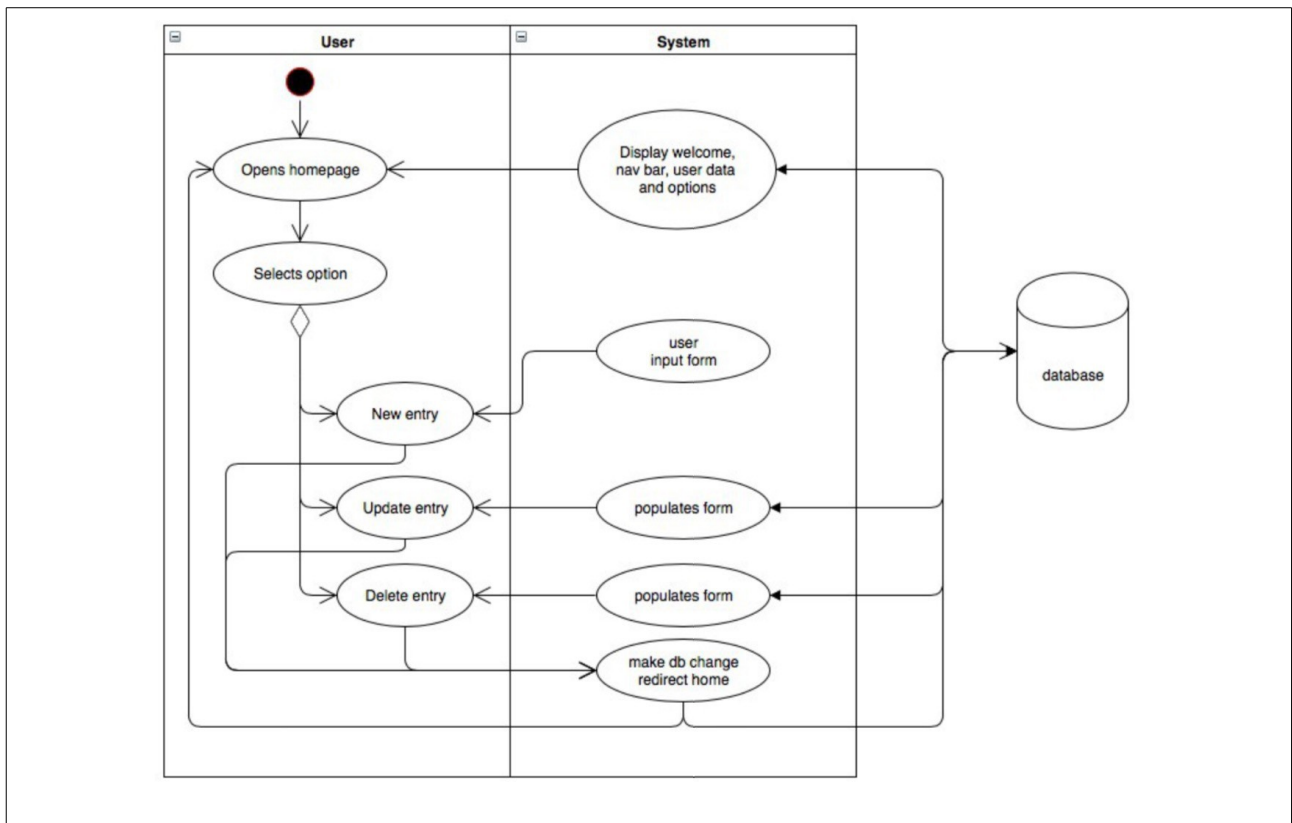 User
System
Opens homepage
Display welcome,
nav bar, user data
and options
Selects option
user
input form
database
New entry
Update entry
populates form
Delete entry
populates form
make db change
redirect home